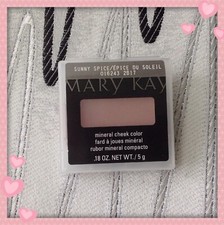 SUNNY SPICE/ÉPICE DU SOLEIL
016243 2017
MARY KAY
mineral cheek color
fard à joues minéral
rubor mineral compacto
.18 OZ. NET WT./ 5 g